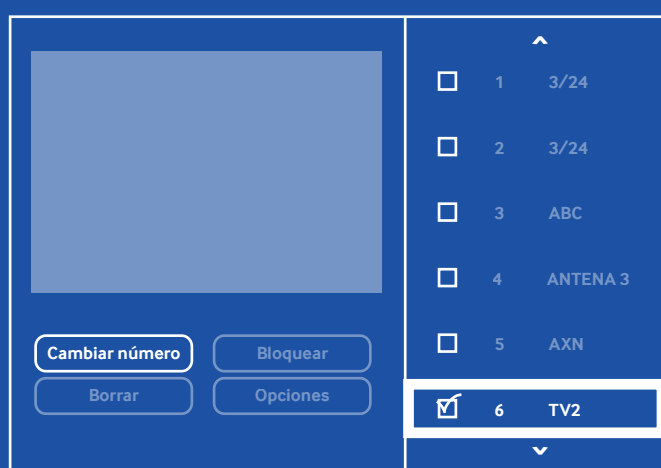 1 3/24
2 3/24
3 ABC
4 ANTENA 3
5 AXN
6 TV2
Cambiar número Bloquear
Borrar Opciones